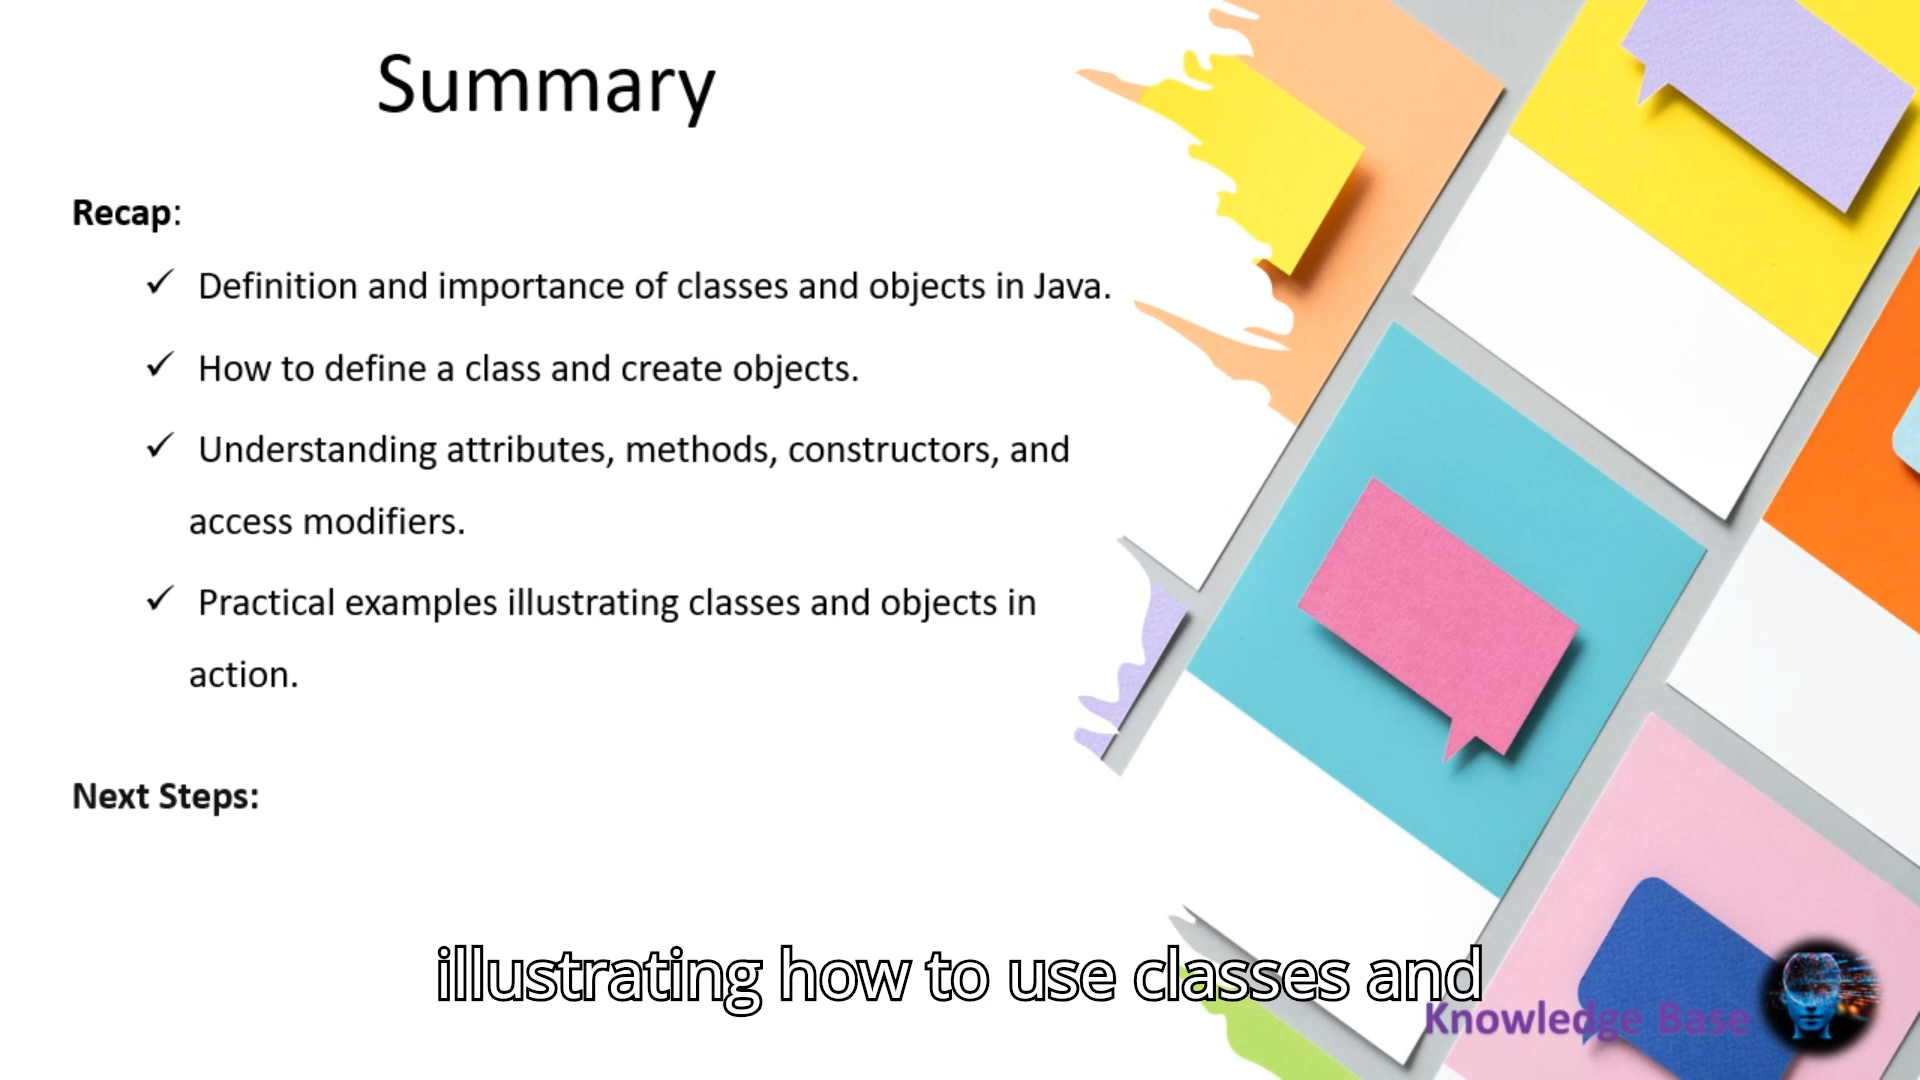 Summary
Recap:
✓ Definition and importance of classes and objects in Java.
✓ How to define a class and create objects.
✓ Understanding attributes, methods, constructors, and
access modifiers.
✓ Practical examples illustrating classes and objects in
action.
Next Steps:
illustrating how to use classes and
Knowledge Base